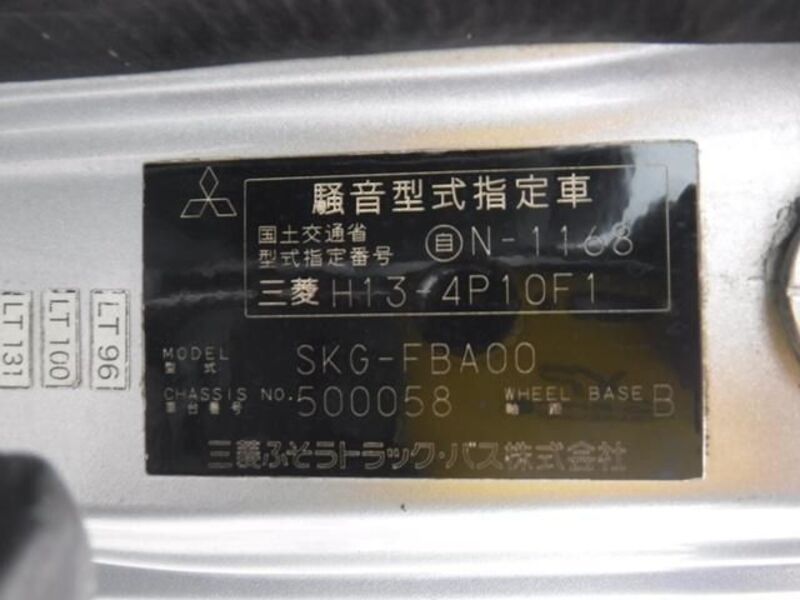 騒音型式指定車
国土交通省
型式指定番号
自N-1168
三菱 H13-4P10F1
MODEL
型式
SKG-FBA00
CHASSIS NO.
車台番号
500058
WHEEL BASE
軸距
B
三菱ふそうトラック・バス株式会社
LT 131
LT 100
LT 96